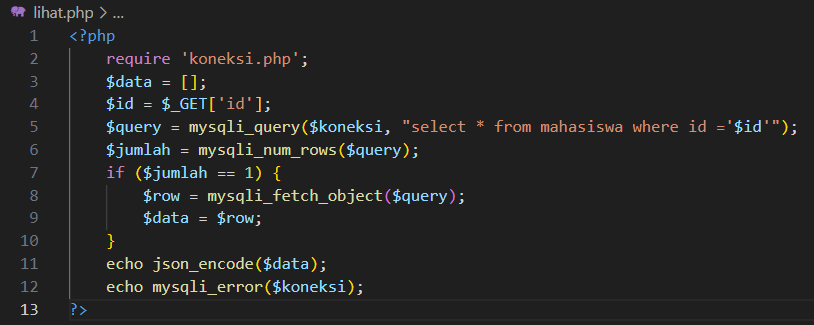 lihat.php > ...
1 <?php
2 require 'koneksi.php';
3 $data = [];
4 $id = $_GET['id'];
5 $query = mysqli_query($koneksi, "select * from mahasiswa where id ='$id'");
6 $jumlah = mysqli_num_rows($query);
7 if ($jumlah == 1) {
8 $row = mysqli_fetch_object($query);
9 $data = $row;
10 }
11 echo json_encode($data);
12 echo mysqli_error($koneksi);
13 ?>